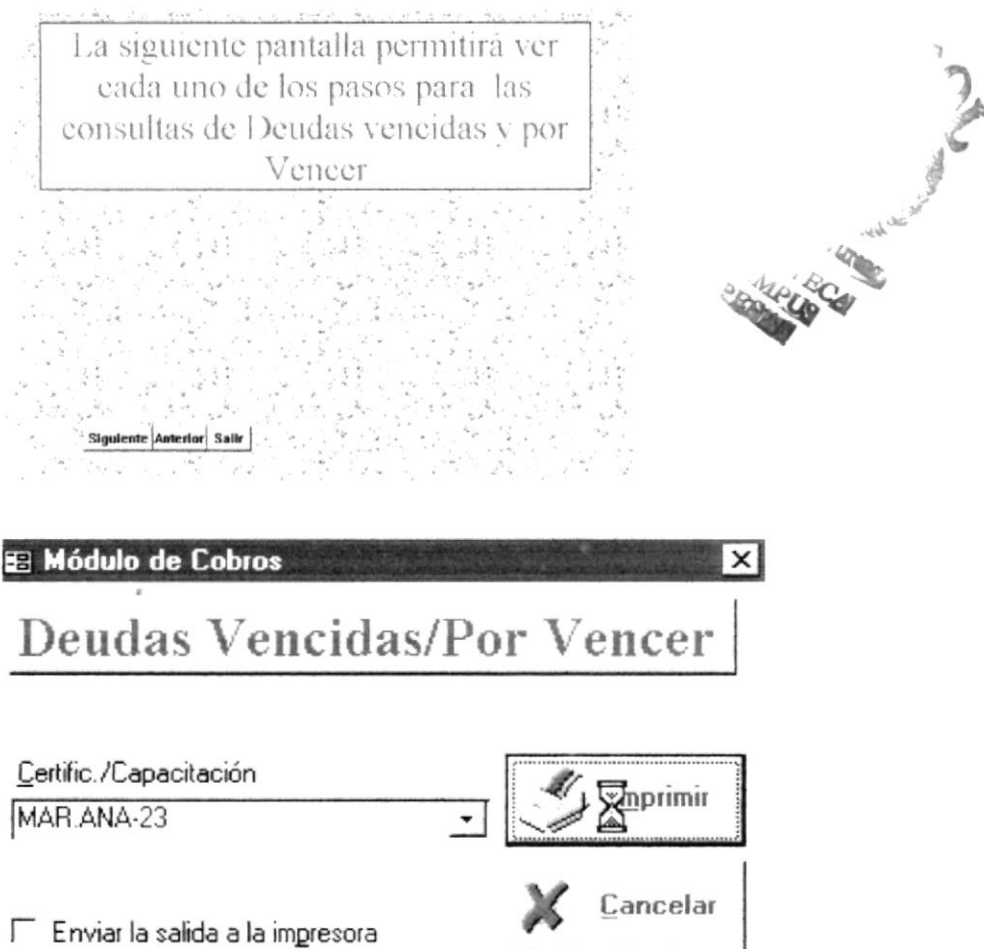 La siguiente pantalla permitirá ver
cada uno de los pasos para las
consultas de Deudas vencidas y por
Vencer
Siguiente Anterior Salir
MPUS
Módulo de Cobros
Deudas Vencidas/Por Vencer
Certific./Capacitación
MAR.ANA-23
Imprimir
Cancelar
Enviar la salida a la impresora